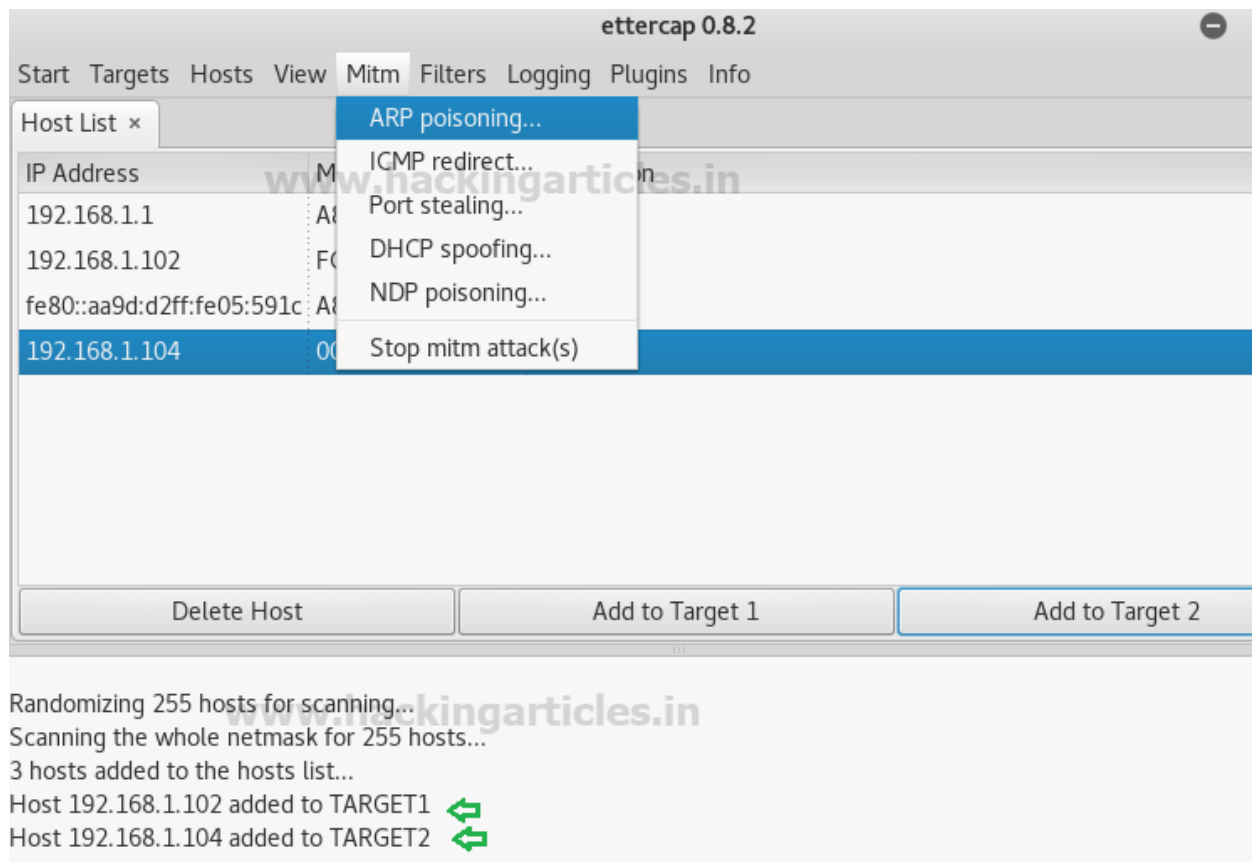 ettercap 0.8.2
Start Targets Hosts View Mitm Filters Logging Plugins Info
Host List ×
ARP poisoning...
ICMP redirect...
Port stealing...
DHCP spoofing...
NDP poisoning...
Stop mitm attack(s)
IP Address
www.hackingarticles.in
192.168.1.1
192.168.1.102
fe80::aa9d:d2ff:fe05:591c
192.168.1.104
Delete Host Add to Target 1 Add to Target 2
Randomizing 255 hosts for scanning...
www.hackingarticles.in
Scanning the whole netmask for 255 hosts...
3 hosts added to the hosts list...
Host 192.168.1.102 added to TARGET1
Host 192.168.1.104 added to TARGET2